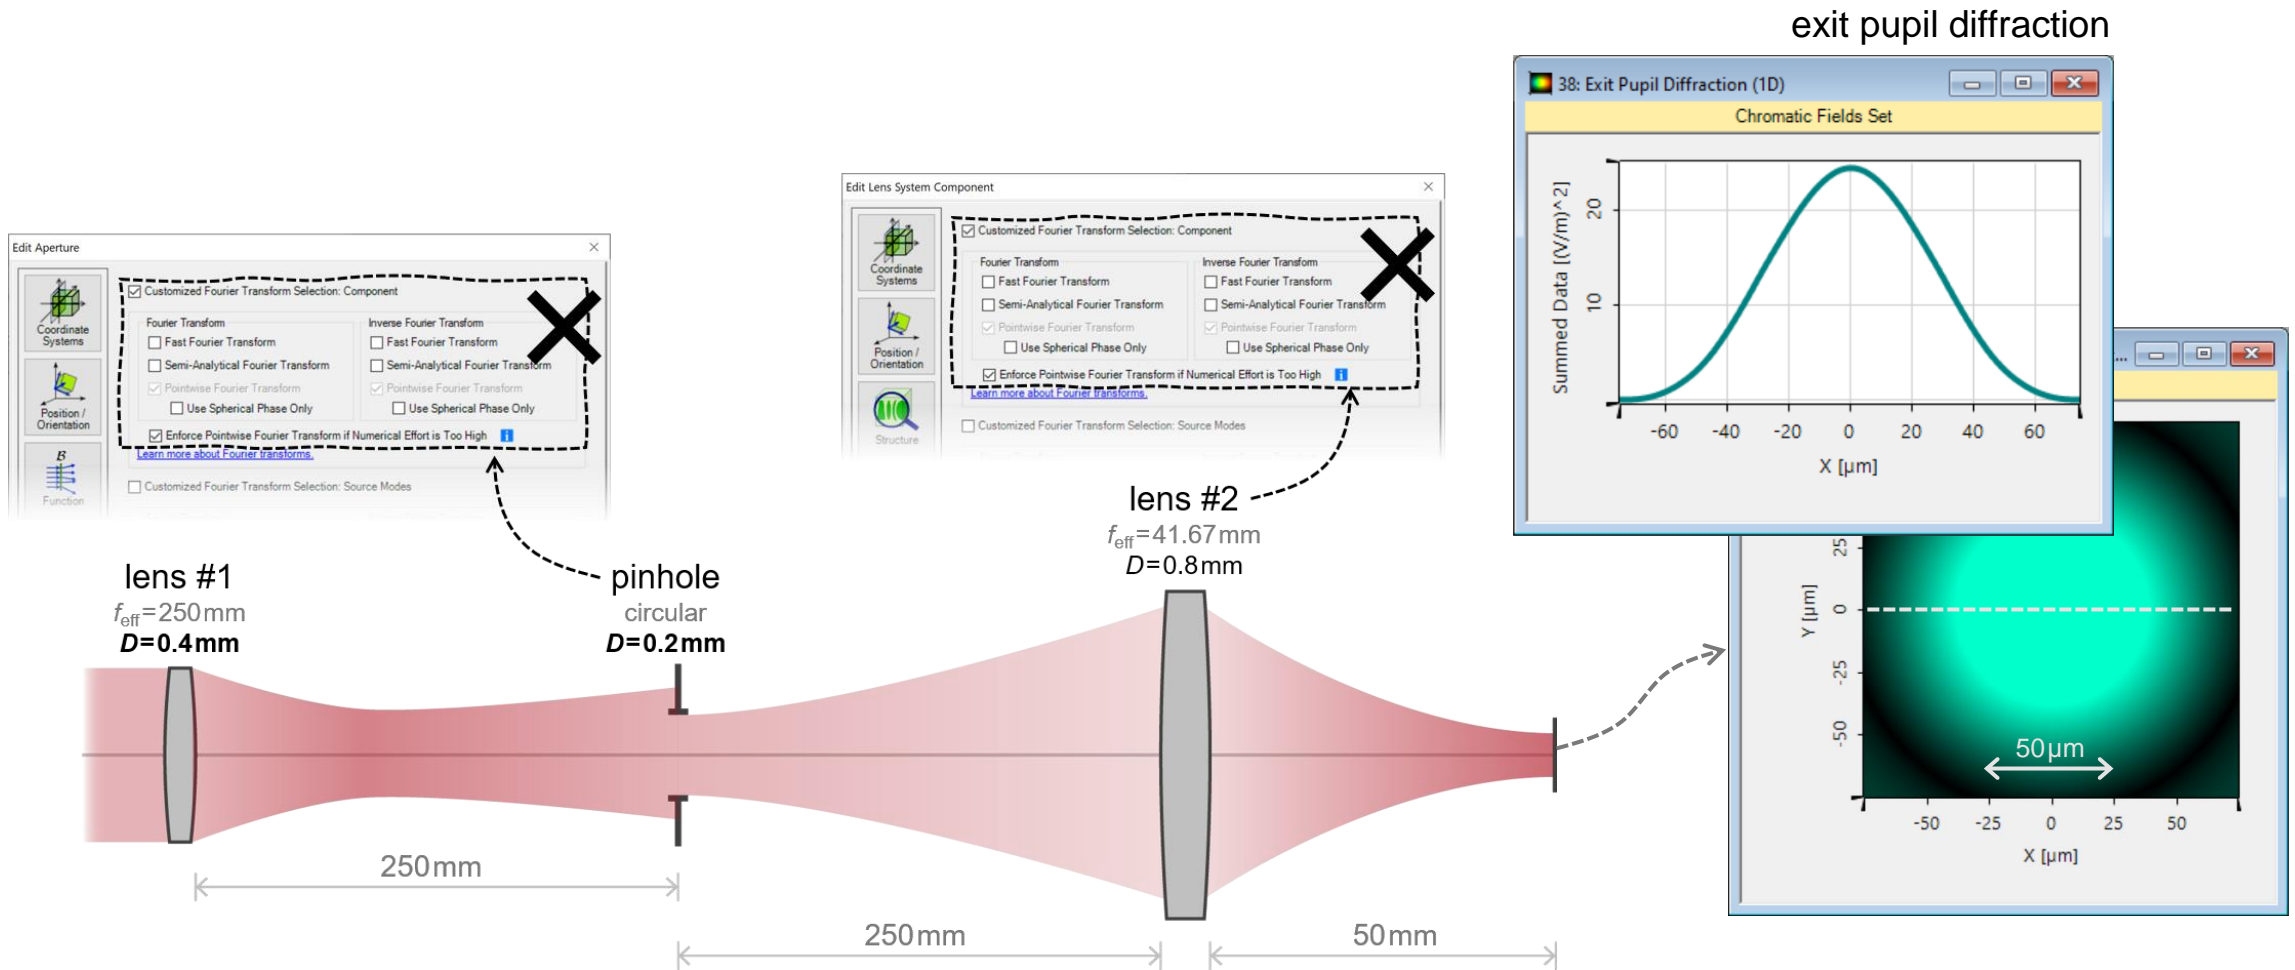 exit pupil diffraction
38: Exit Pupil Diffraction (1D)
Chromatic Fields Set
Summed Data [(V/m)^2]
20
10
-60 -40 -20 0 20 40 60
X [µm]
...
Y [µm]
25
0
-25
-50
50µm
-50 -25 0 25 50
X [µm]
Edit Lens System Component
Coordinate
Systems
Position /
Orientation
Structure
Customized Fourier Transform Selection: Component
Fourier Transform
Fast Fourier Transform
Semi-Analytical Fourier Transform
Pointwise Fourier Transform
Use Spherical Phase Only
Inverse Fourier Transform
Fast Fourier Transform
Semi-Analytical Fourier Transform
Pointwise Fourier Transform
Use Spherical Phase Only
Enforce Pointwise Fourier Transform if Numerical Effort is Too High
Learn more about Fourier transforms.
Customized Fourier Transform Selection: Source Modes
Edit Aperture
Coordinate
Systems
Position /
Orientation
B
Function
Customized Fourier Transform Selection: Component
Fourier Transform
Fast Fourier Transform
Semi-Analytical Fourier Transform
Pointwise Fourier Transform
Use Spherical Phase Only
Inverse Fourier Transform
Fast Fourier Transform
Semi-Analytical Fourier Transform
Pointwise Fourier Transform
Use Spherical Phase Only
Enforce Pointwise Fourier Transform if Numerical Effort is Too High
Learn more about Fourier transforms.
Customized Fourier Transform Selection: Source Modes
lens #1
feff=250mm
D=0.4mm
pinhole
circular
D=0.2mm
lens #2
feff=41.67mm
D=0.8mm
250mm
250mm
50mm